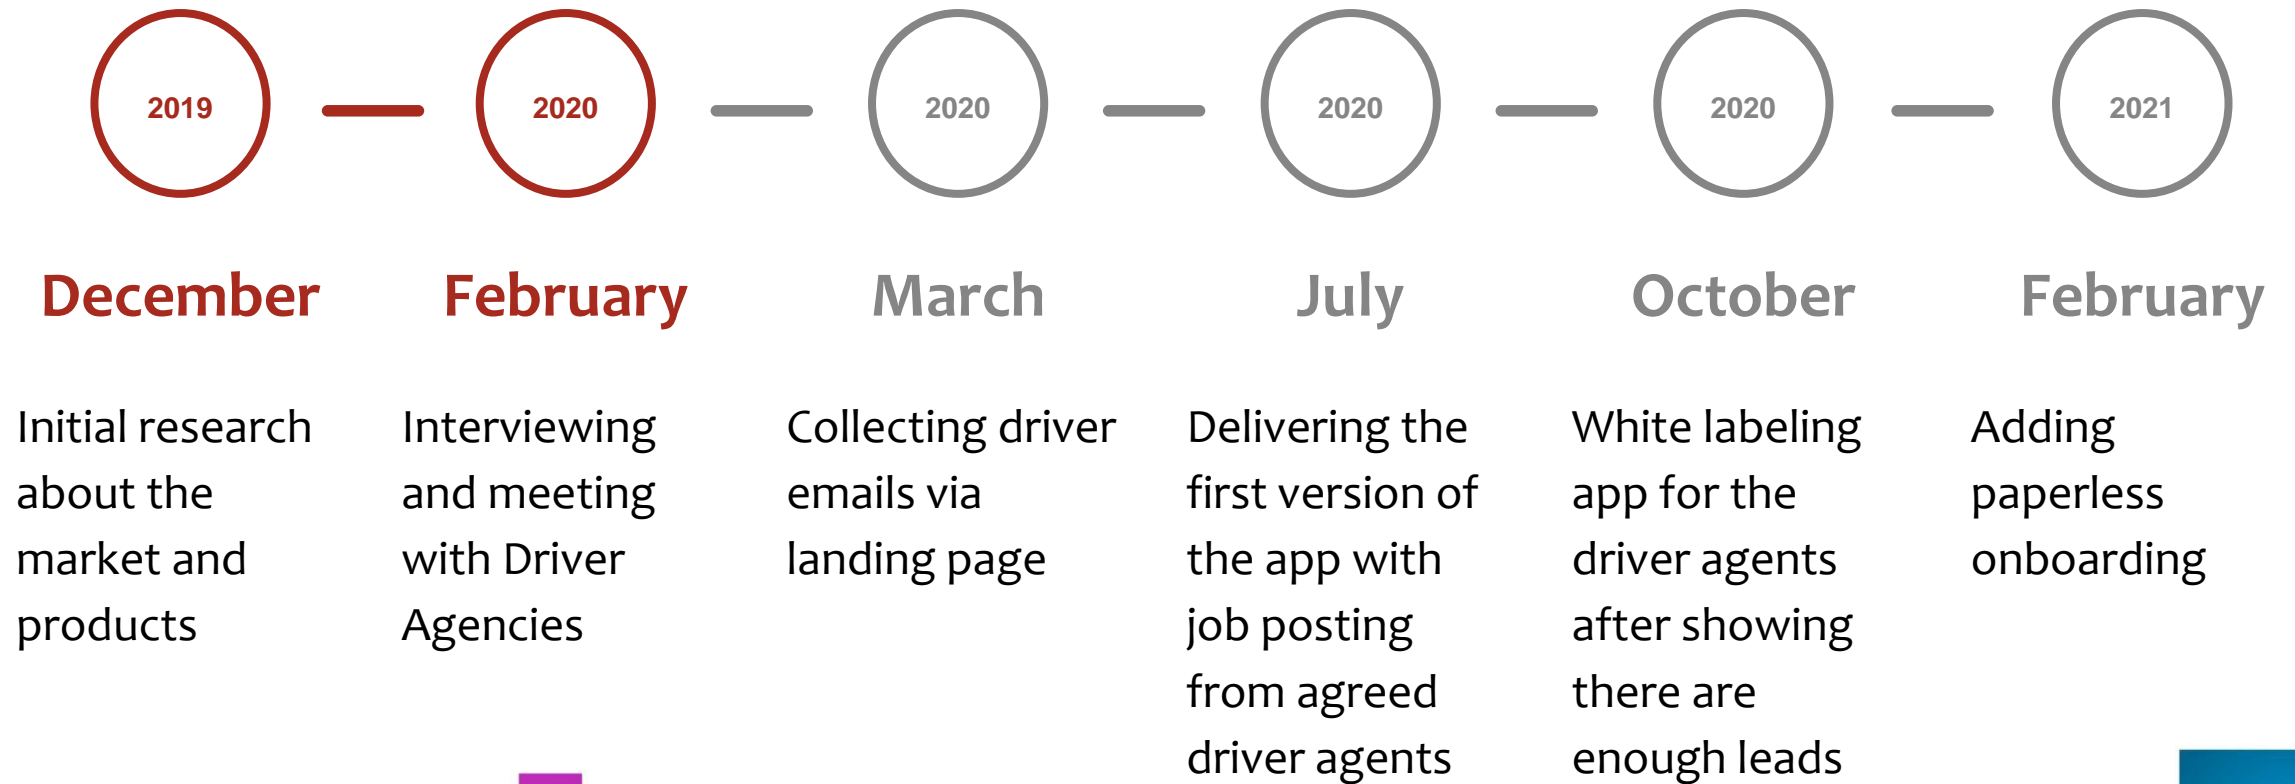 2019
2020
2020
2020
2020
2021
December
February
March
July
October
February
Initial research
about the
market and
products
Interviewing
and meeting
with Driver
Agencies
Collecting driver
emails via
landing page
Delivering the
first version of
the app with
job posting
from agreed
driver agents
White labeling
app for the
driver agents
after showing
there are
enough leads
Adding
paperless
onboarding